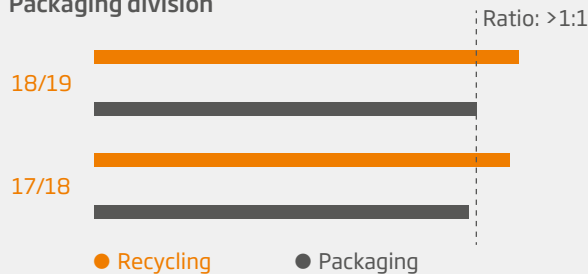 Packaging division
Ratio: >1:1
18/19
17/18
Recycling
Packaging